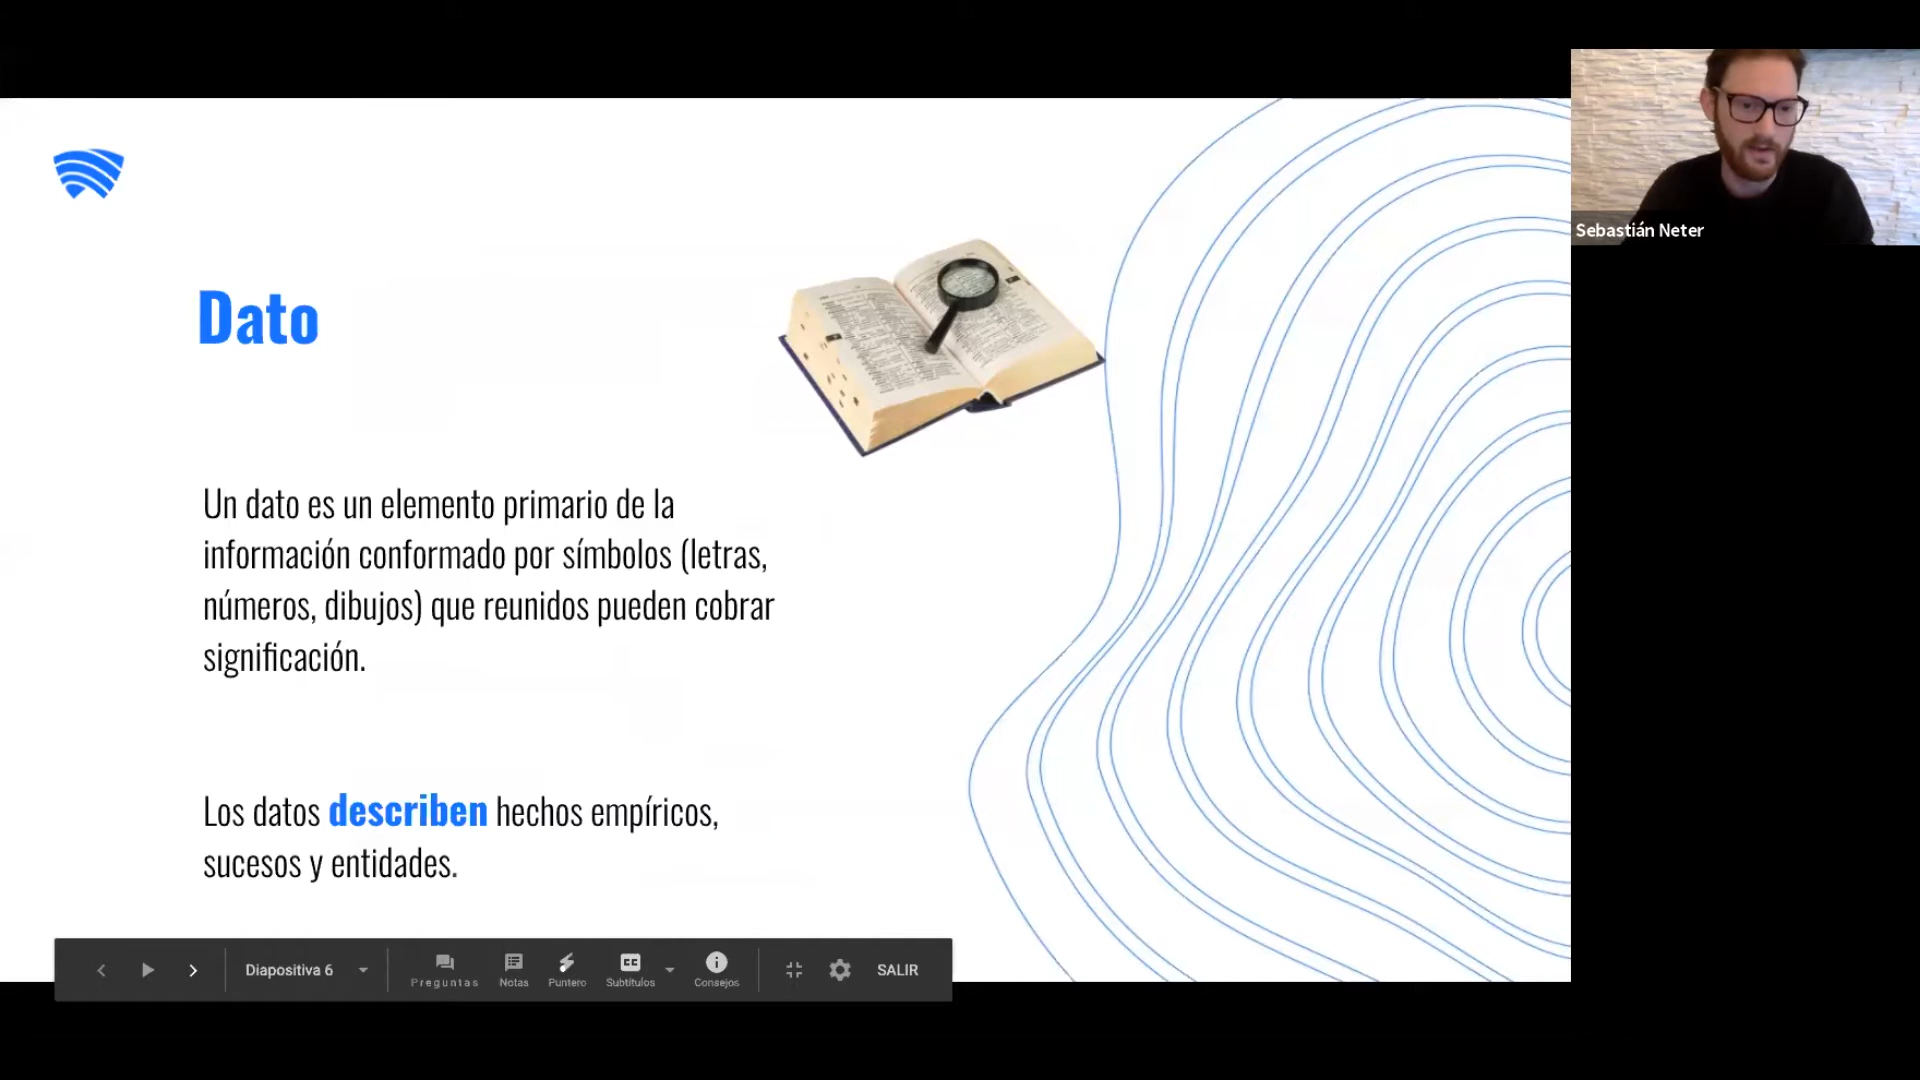 Sebastián Neter
Dato
Un dato es un elemento primario de la
información conformado por símbolos (letras,
números, dibujos) que reunidos pueden cobrar
significación.
Los datos describen hechos empíricos,
sucesos y entidades.
Diapositiva 6
Preguntas
Notas
Puntero
Subtítulos
Consejos
SALIR